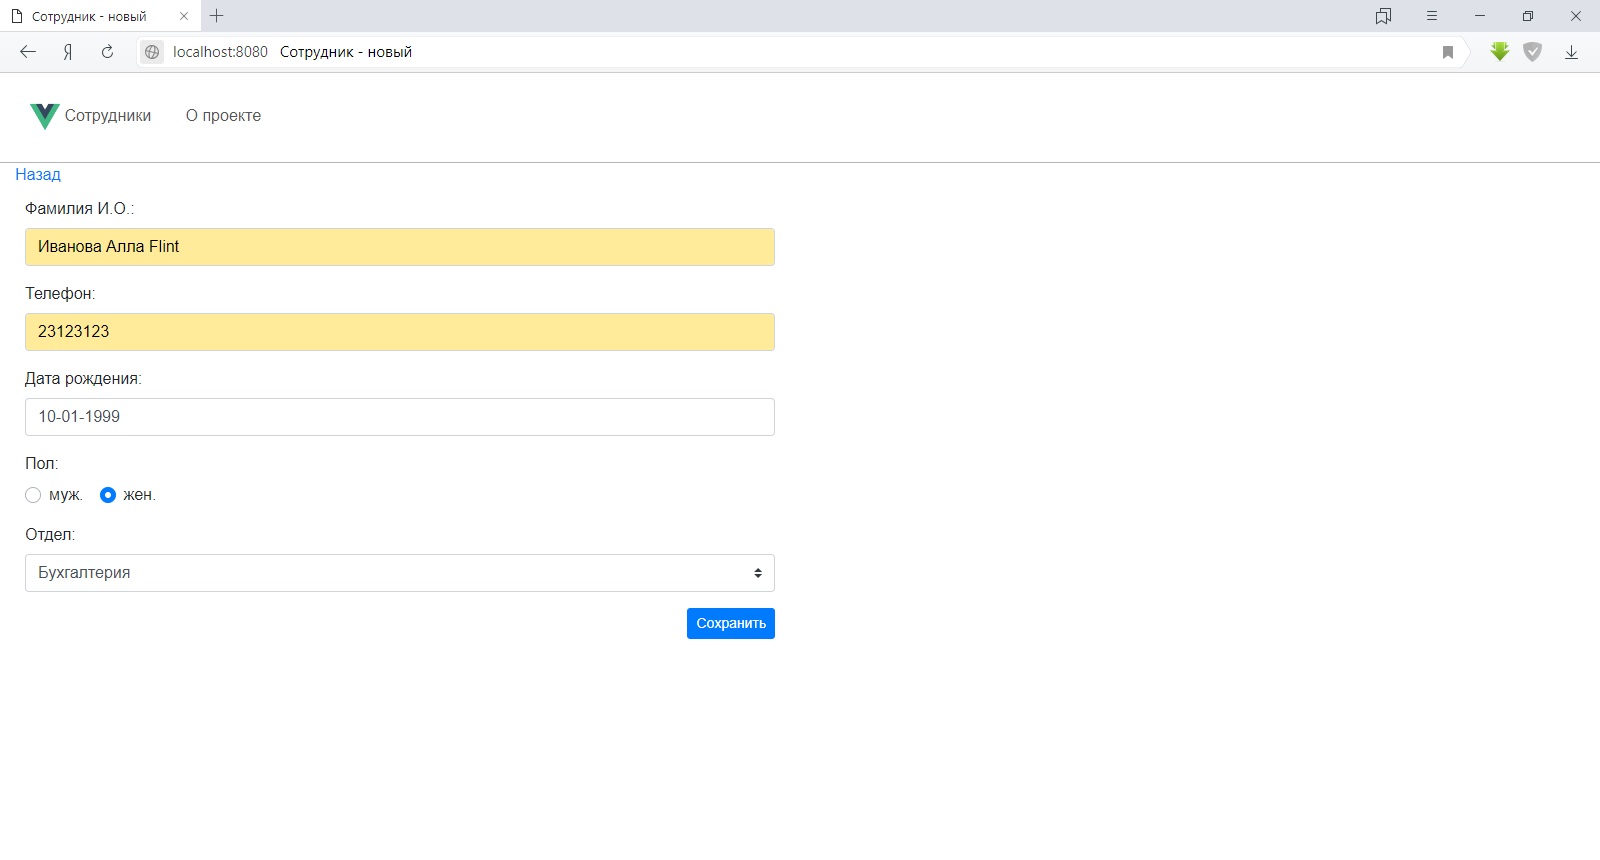 Сотрудник - новый
localhost:8080 Сотрудник - новый
Сотрудники О проекте
Назад
Фамилия И.О.:
Иванова Алла Flint
Телефон:
23123123
Дата рождения:
10-01-1999
Пол:
муж. жен.
Отдел:
Бухгалтерия
Сохранить